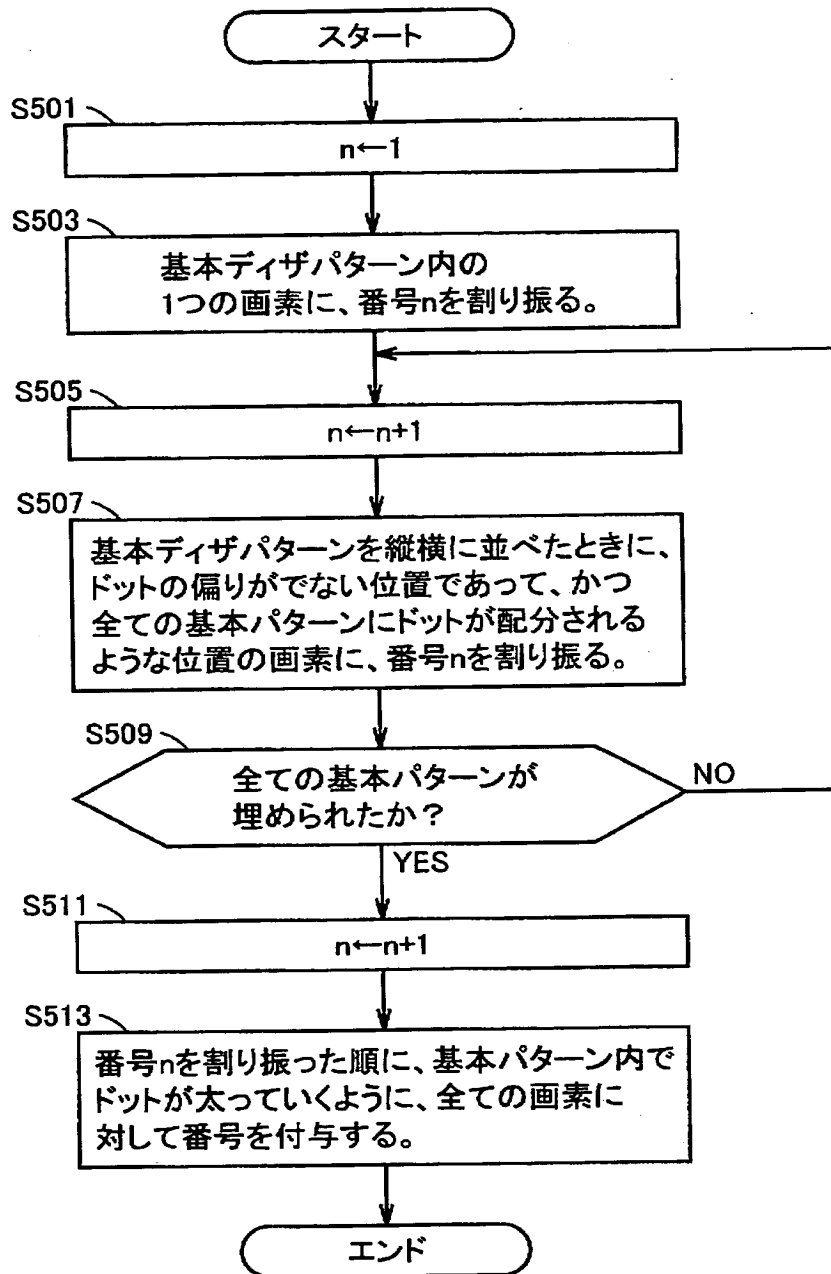 スタート
S501
n←1
S503
基本ディザパターン内の
1つの画素に、番号nを割り振る。
S505
n←n+1
S507
基本ディザパターンを縦横に並べたときに、
ドットの偏りがでない位置であって、かつ
全ての基本パターンにドットが配分される
ような位置の画素に、番号nを割り振る。
S509
全ての基本パターンが
埋められたか？
NO
YES
S511
n←n+1
S513
番号nを割り振った順に、基本パターン内で
ドットが太っていくように、全ての画素に
対して番号を付与する。
エンド